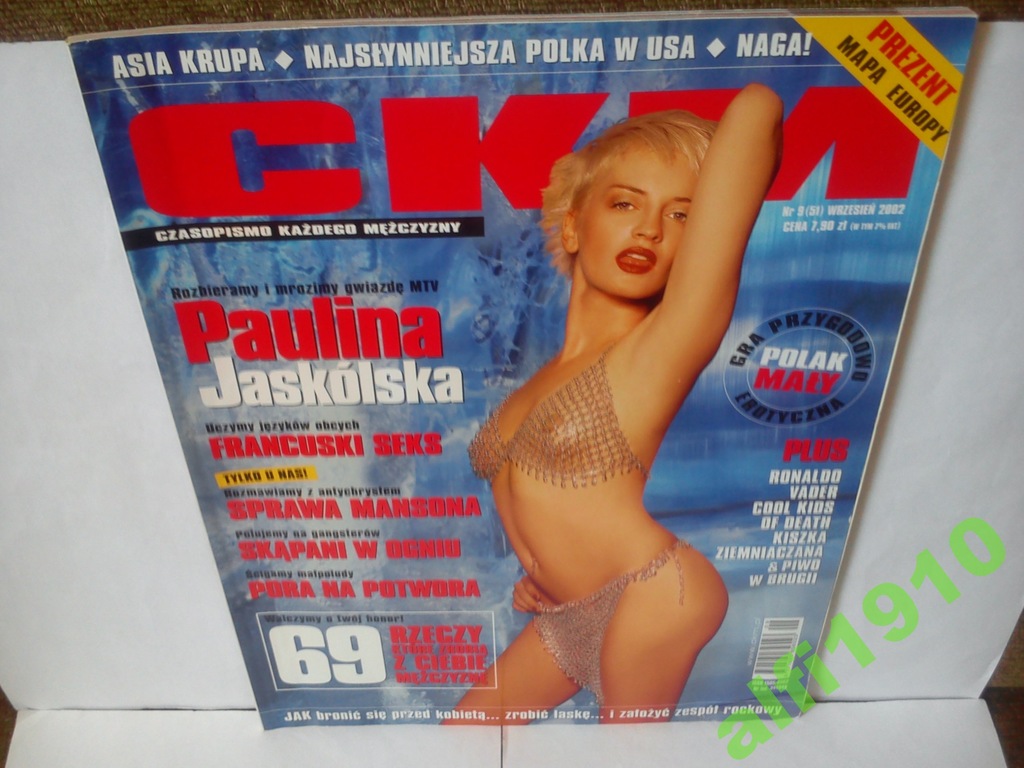 ASIA KRUPA ◆ NAJSŁYNNIEJSZA POLKA W USA ◆ NAGA!
PREZENT
MAPA EUROPY
CKM
CZASOPISMO KAŻDEGO MĘŻCZYZNY
Nr 9 (51) WRZESIEŃ 2002
CENA 7,90 zł (W TYM 7% VAT)
Rozbieramy i mrozimy gwiazdę MTV
Paulina
Jaskólska
GRA PRZYGODOWO
POLAK
MAŁY
EROTYCZNA
Uczymy języków obcych
FRANCUSKI SEKS
TYLKO U NAS!
Rozmawiamy z antychrystem
SPRAWA MANSONA
Polujemy na gangsterów
SKĄPANI W OGNIU
Ścigamy małpoludy
PORA NA POTWORA
Walczymy o Twój honor!
69
RZECZY
KTÓRE ZROBIĄ
Z CIEBIE
MĘŻCZYZNĘ
PLUS
RONALDO
VADER
COOL KIDS
OF DEATH
KISZKA
ZIEMNIACZANA
& PIWO
W BRUGII
JAK bronić się przed kobietą... zrobić laskę... i założyć zespół rockowy
alfi1910